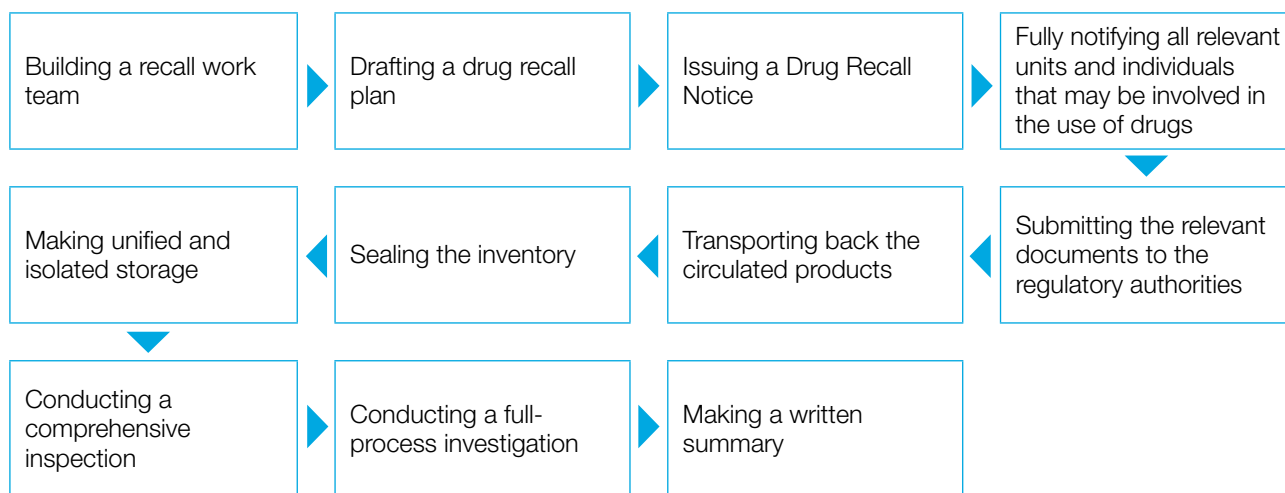 Building a recall work
team
Drafting a drug recall
plan
Issuing a Drug Recall
Notice
Fully notifying all relevant
units and individuals
that may be involved in
the use of drugs
Submitting the relevant
documents to the
regulatory authorities
Transporting back the
circulated products
Sealing the inventory
Making unified and
isolated storage
Conducting a
comprehensive
inspection
Conducting a full-
process investigation
Making a written
summary